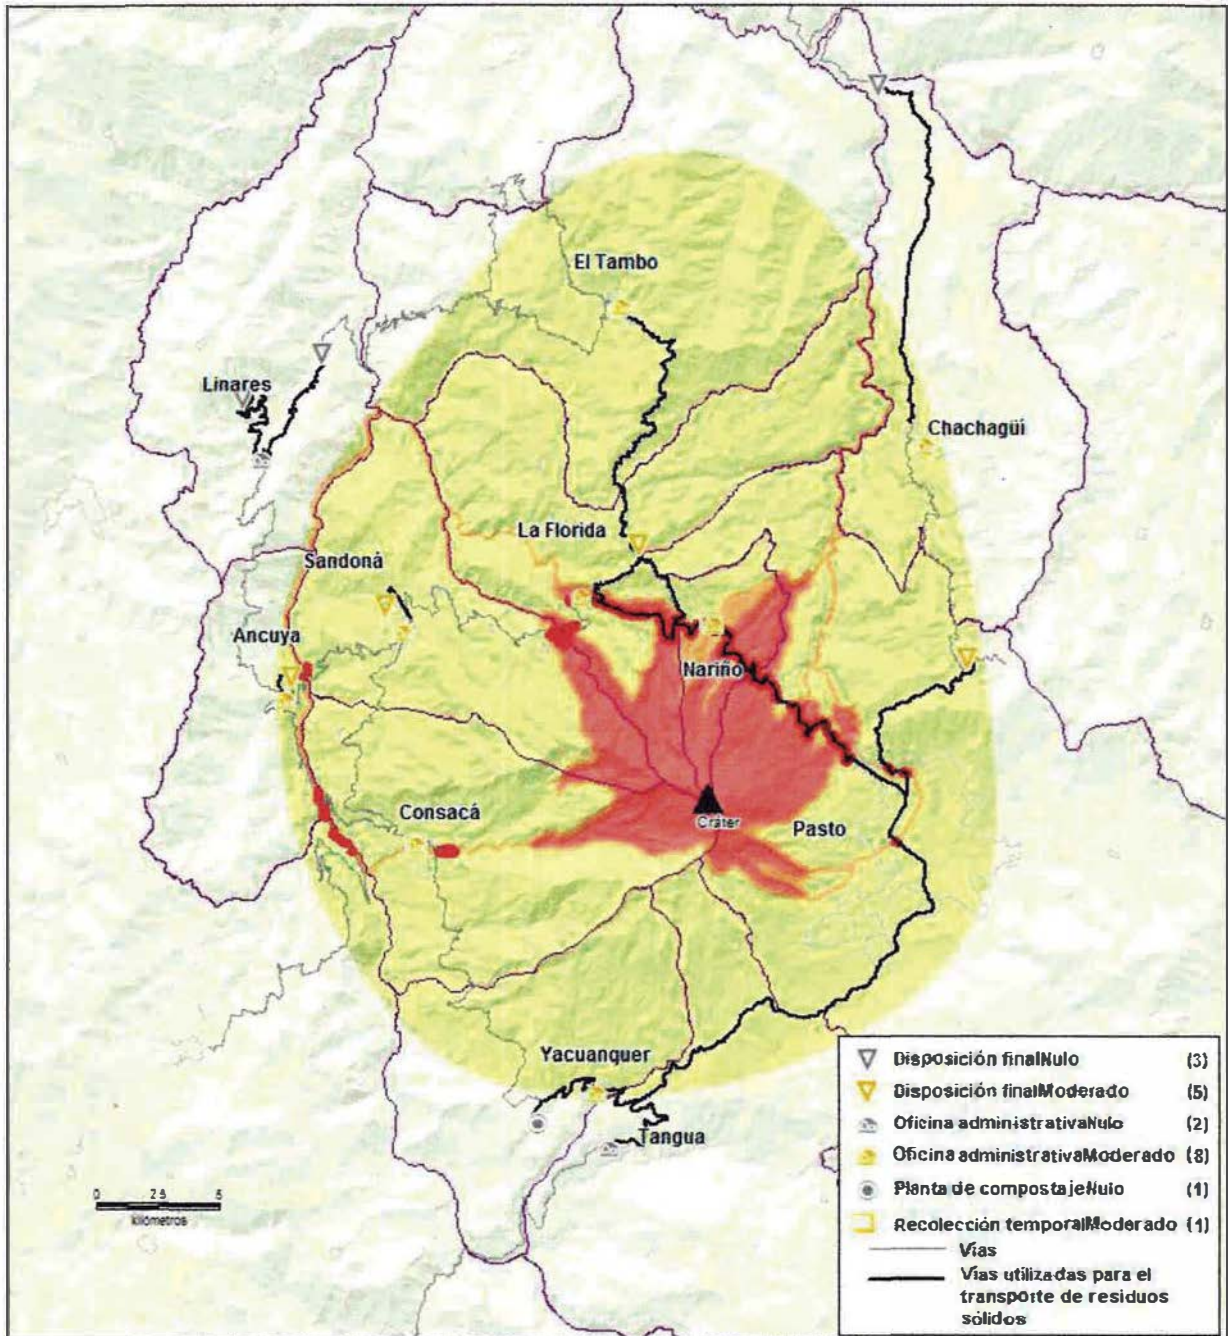 El Tambo
Linares
Chachagüí
La Florida
Sandoná
Ancuya
Nariño
Consacá
Cráter
Pasto
Yacuanquer
Tangua
0 2.5 5
kilómetros
Disposición finalNulo (3)
Disposición finalModerado (5)
Oficina administrativaNulo (2)
Oficina administrativaModerado (8)
Planta de compostajeNulo (1)
Recolección temporalModerado (1)
Vías
Vías utilizadas para el
transporte de residuos
sólidos